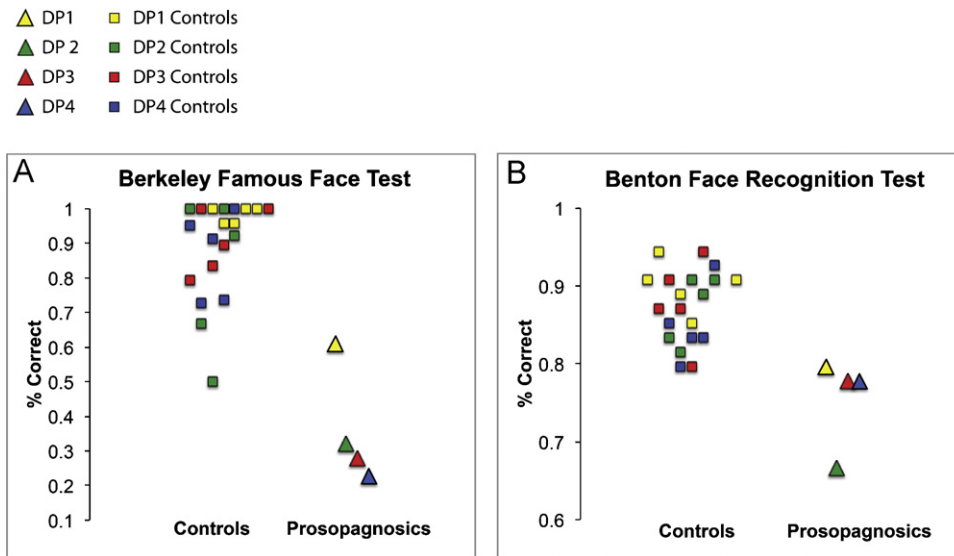 DP1 DP1 Controls
DP 2 DP2 Controls
DP3 DP3 Controls
DP4 DP4 Controls
A
Berkeley Famous Face Test
% Correct
1
0.9
0.8
0.7
0.6
0.5
0.4
0.3
0.2
0.1
Controls Prosopagnosics
B
Benton Face Recognition Test
% Correct
1
0.9
0.8
0.7
0.6
Controls Prosopagnosics